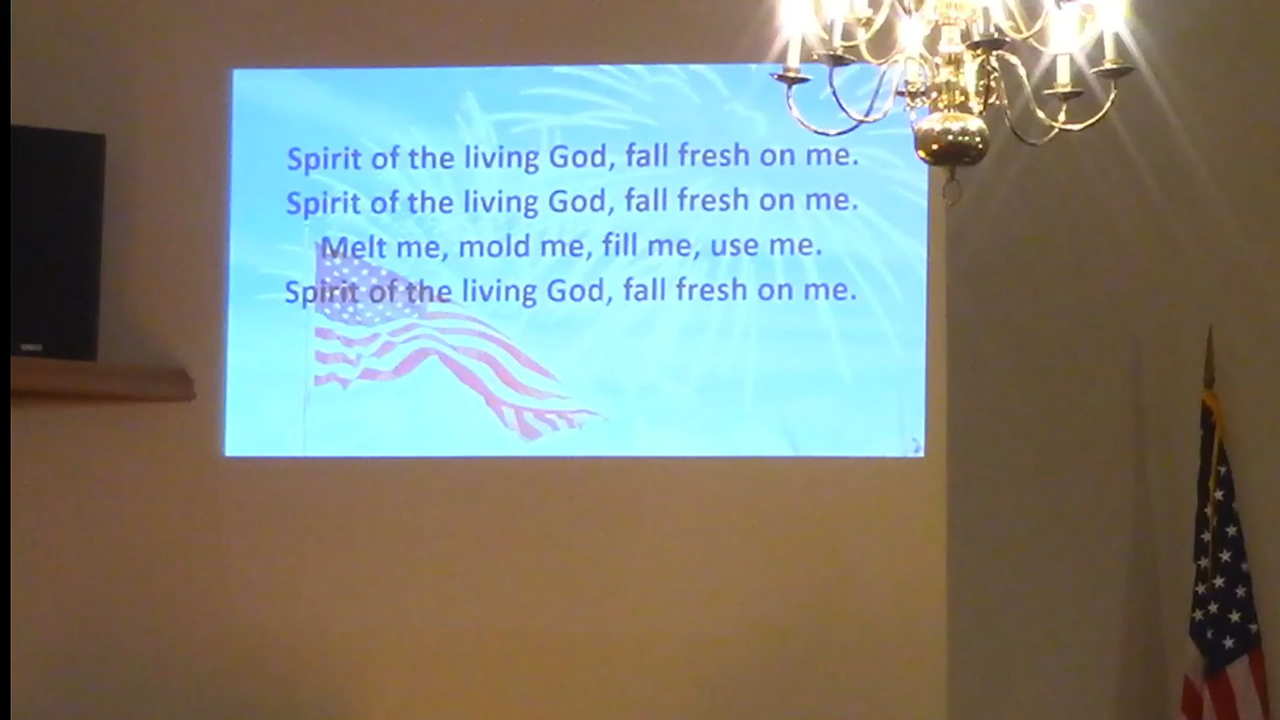 Spirit of the living God, fall fresh on me.
Spirit of the living God, fall fresh on me.
Melt me, mold me, fill me, use me.
Spirit of the living God, fall fresh on me.